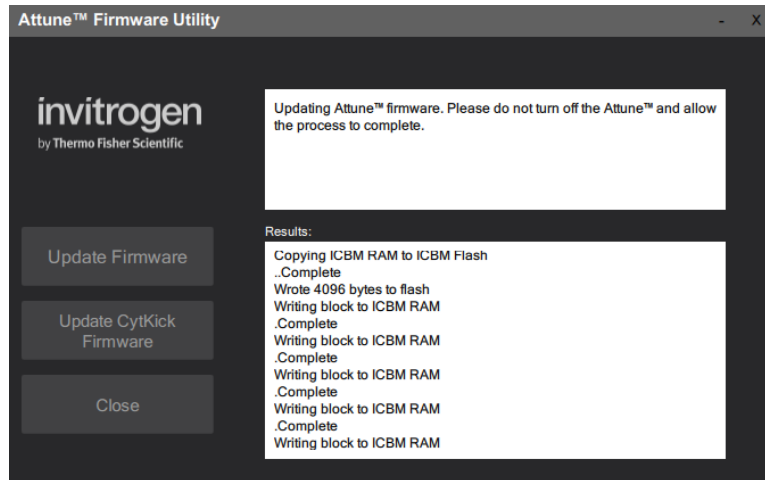 Attune™ Firmware Utility
- X
invitrogen
by Thermo Fisher Scientific
Updating Attune™ firmware. Please do not turn off the Attune™ and allow
the process to complete.
Update Firmware
Update CytKick
Firmware
Close
Results:
Copying ICBM RAM to ICBM Flash
..Complete
Wrote 4096 bytes to flash
Writing block to ICBM RAM
.Complete
Writing block to ICBM RAM
.Complete
Writing block to ICBM RAM
.Complete
Writing block to ICBM RAM
.Complete
Writing block to ICBM RAM